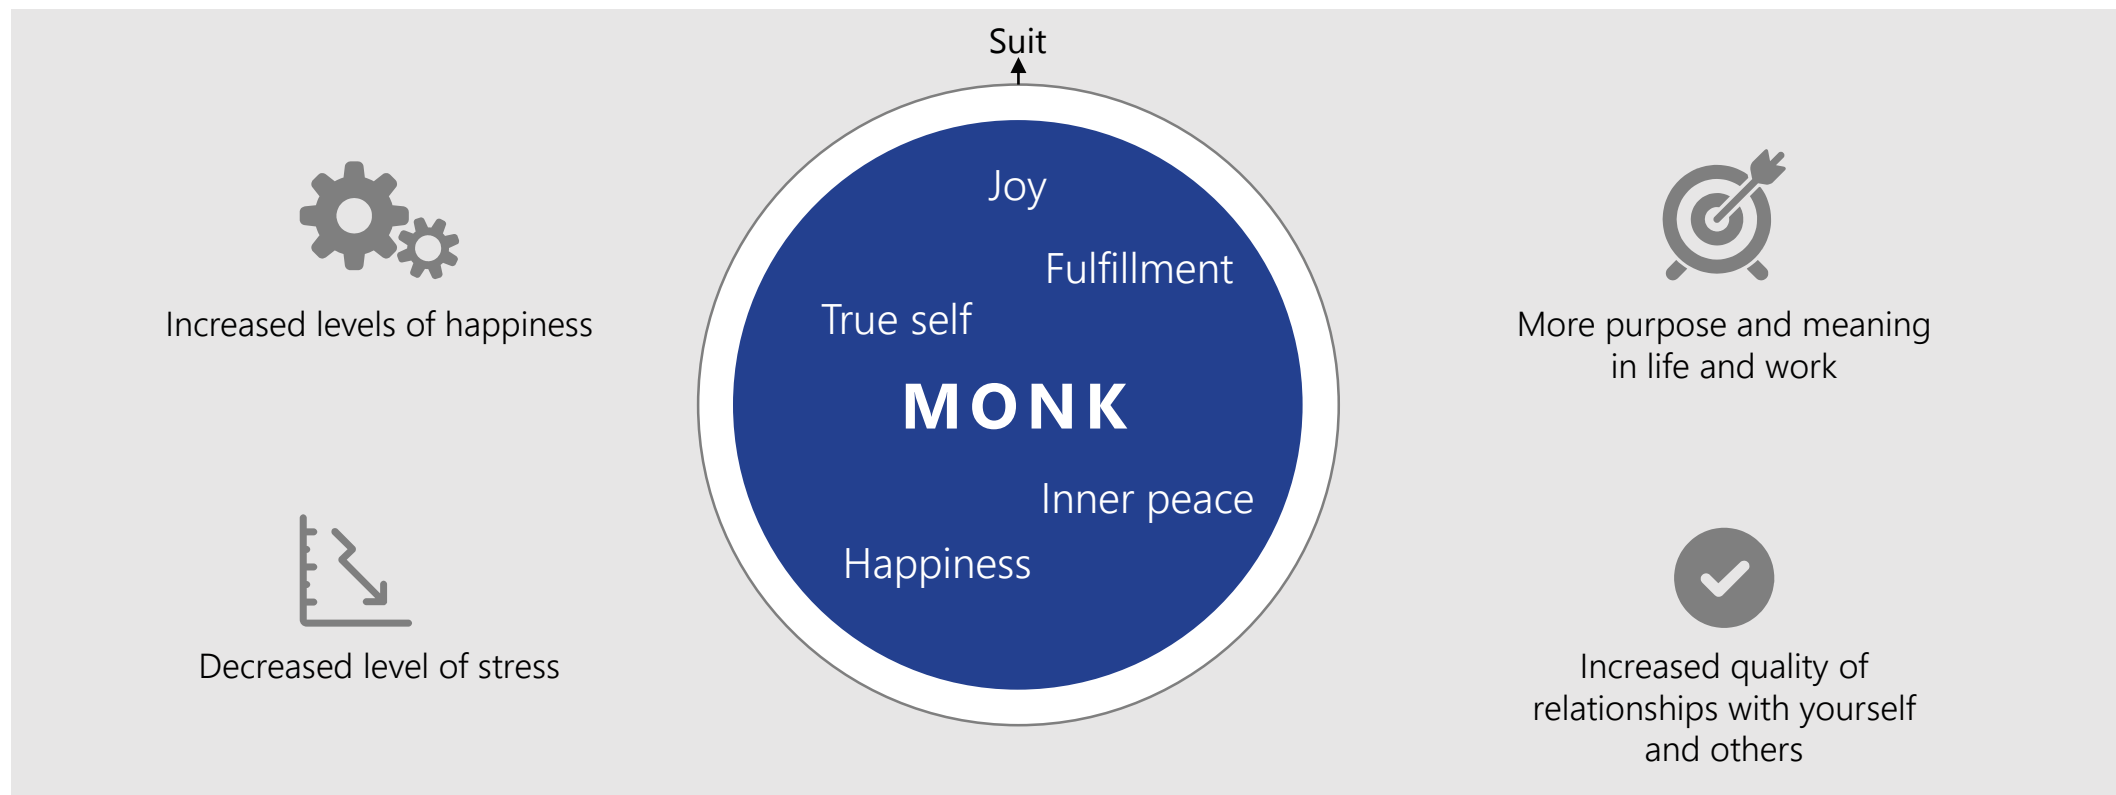 Suit
Joy
Fulfillment
True self
MONK
Inner peace
Happiness
Increased levels of happiness
Decreased level of stress
More purpose and meaning
in life and work
Increased quality of
relationships with yourself
and others